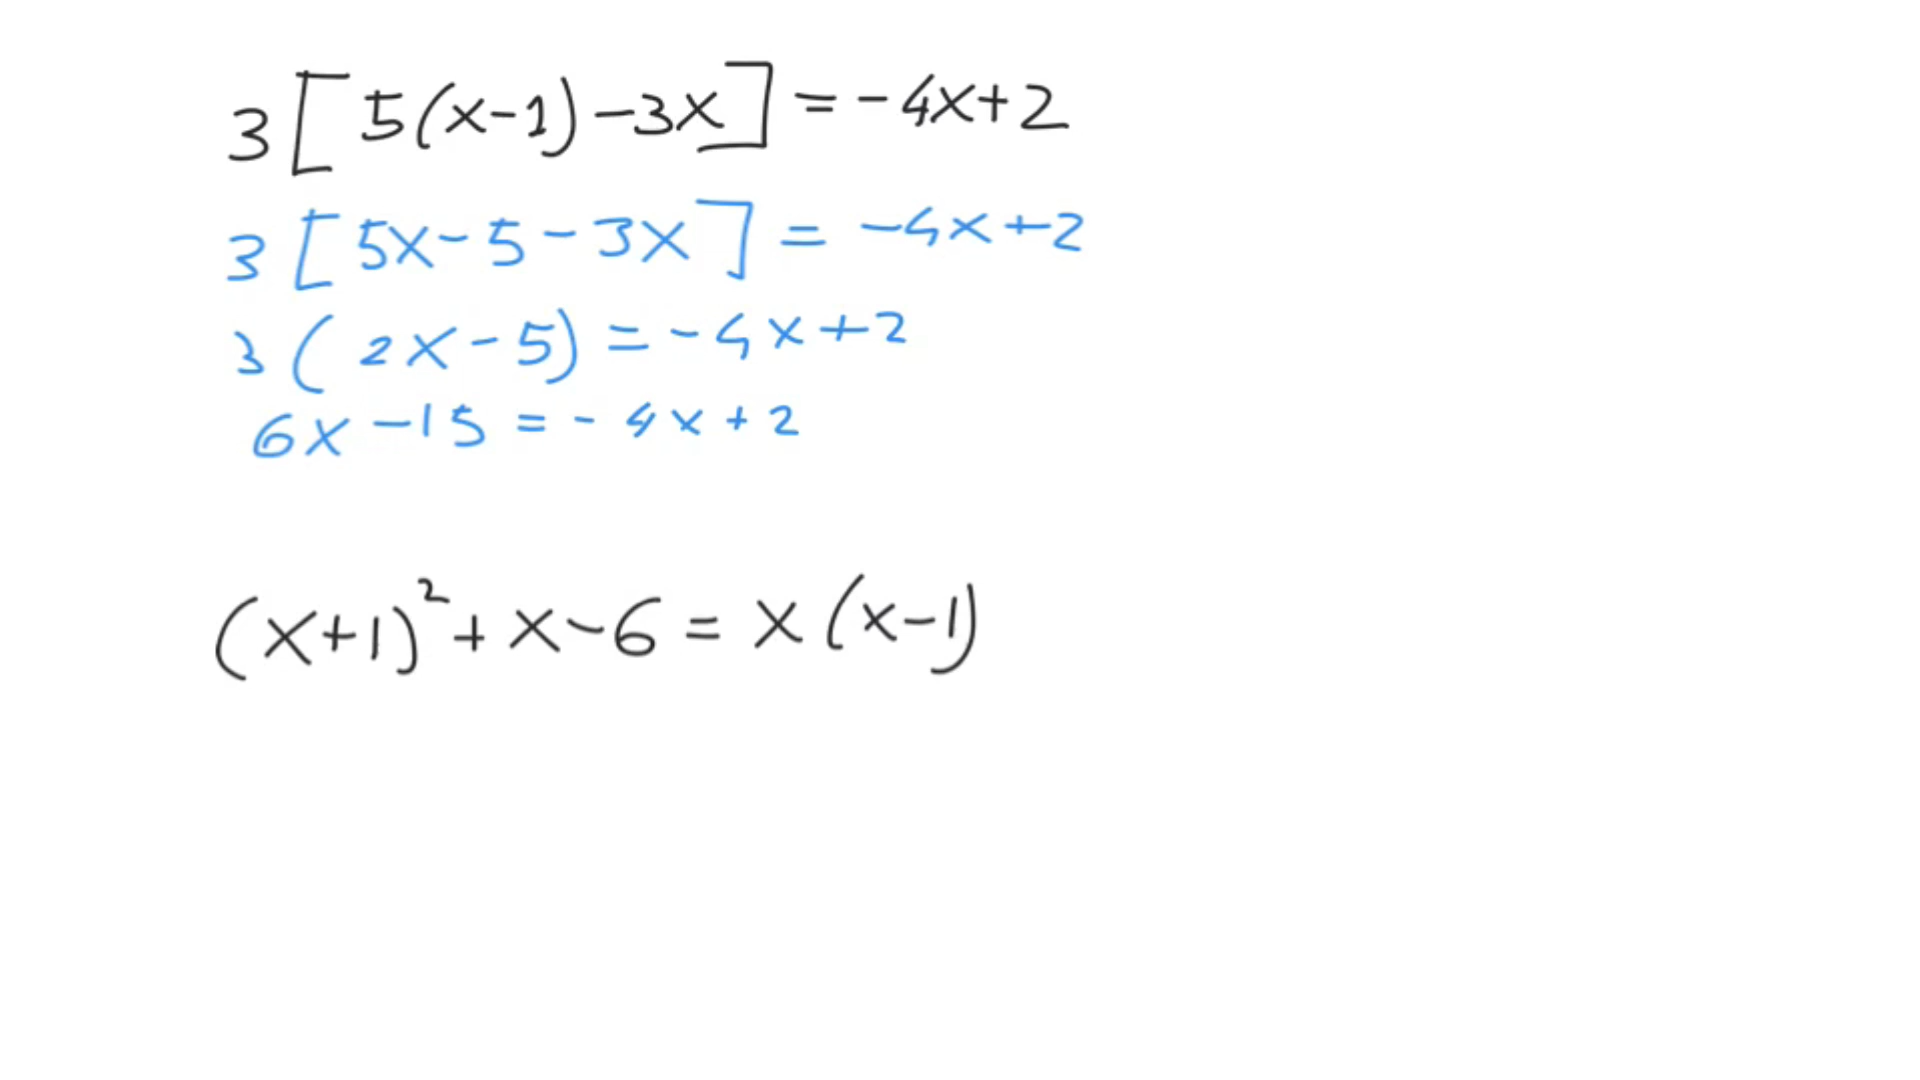 3[5(x-1)-3x] = -4x+2
3[5x-5-3x] = -4x+2
3(2x-5) = -4x+2
6x-15 = -4x+2
(x+1)²+x-6 = x(x-1)